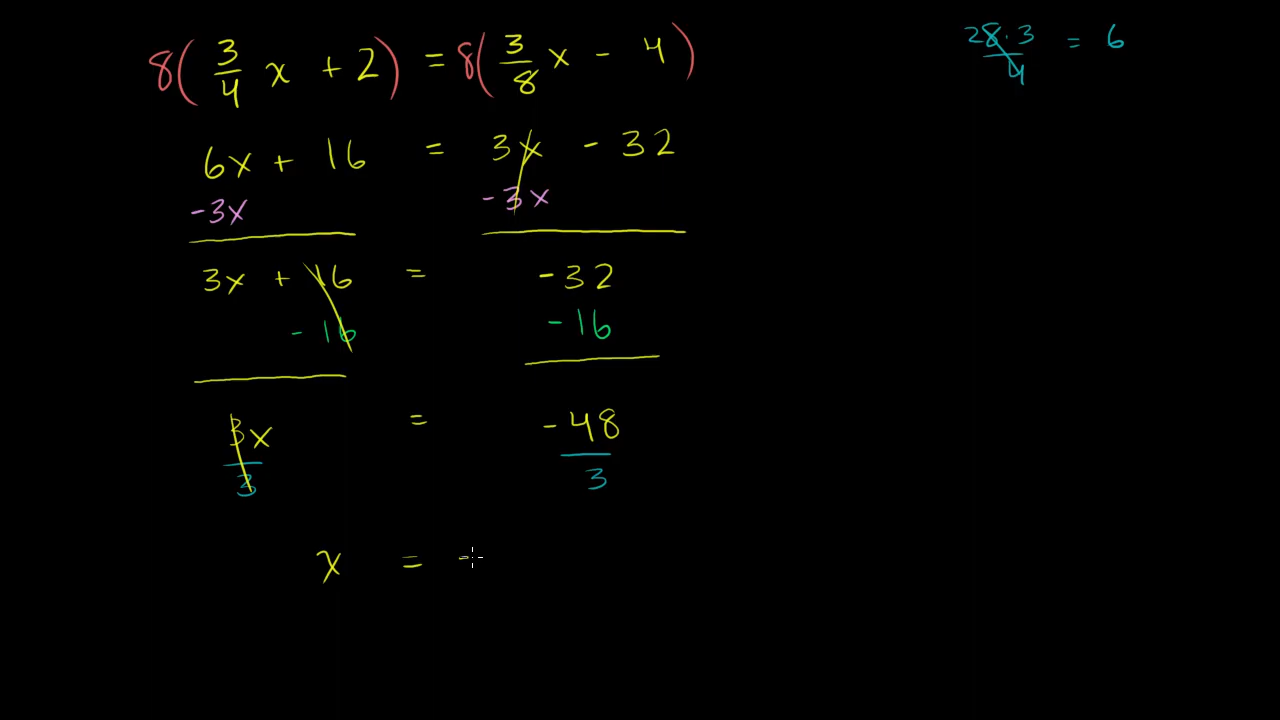 8( 3/4 x + 2 ) = 8( 3/8 x - 4 )
28 · 3 / 4 = 6
6x + 16 = 3x - 32
-3x -3x
3x + 16 = -32
- 16 - 16
3x = -48
3 3
x = -